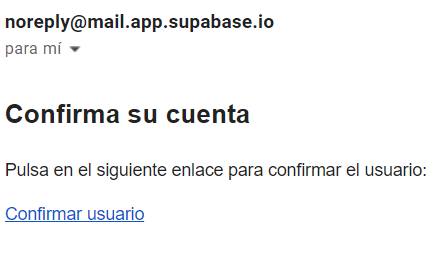 noreply@mail.app.supabase.io
para mí
Confirma su cuenta
Pulsa en el siguiente enlace para confirmar el usuario:
Confirmar usuario